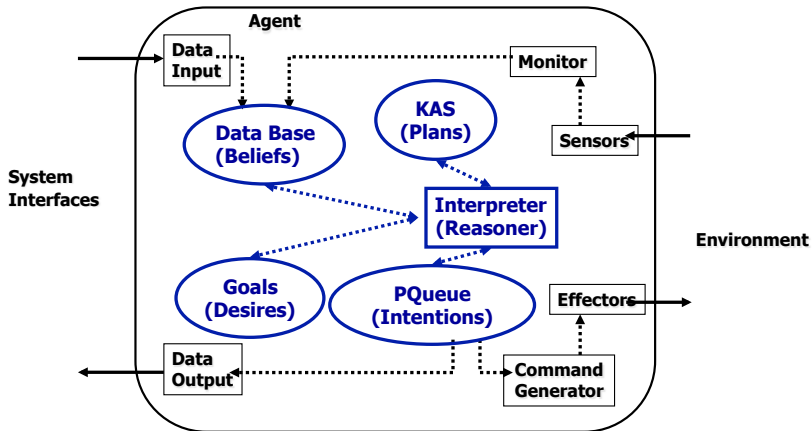 Agent
Data
Input
Monitor
KAS
(Plans)
Data Base
(Beliefs)
Sensors
System
Interfaces
Interpreter
(Reasoner)
Environment
Goals
(Desires)
PQueue
(Intentions)
Effectors
Data
Output
Command
Generator